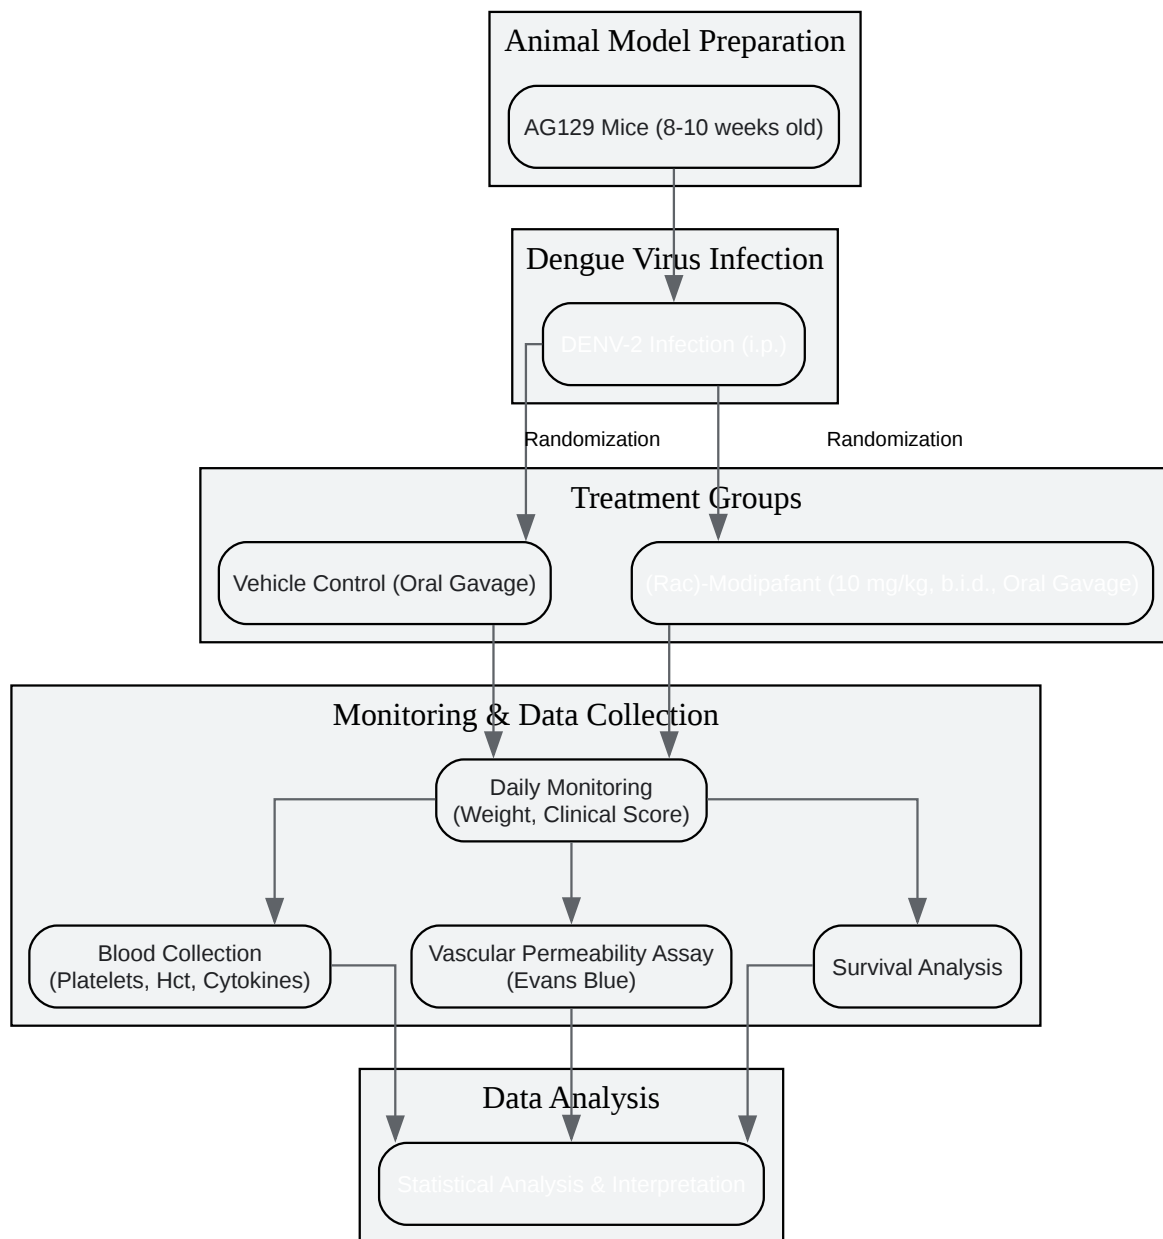 Animal Model Preparation
AG129 Mice (8-10 weeks old)
Dengue Virus Infection
DENV-2 Infection (i.p.)
Randomization
Randomization
Treatment Groups
Vehicle Control (Oral Gavage)
(Rac)-Modipafant (10 mg/kg, b.i.d., Oral Gavage)
Monitoring & Data Collection
Daily Monitoring
(Weight, Clinical Score)
Blood Collection
(Platelets, Hct, Cytokines)
Vascular Permeability Assay
(Evans Blue)
Survival Analysis
Data Analysis
Statistical Analysis & Interpretation